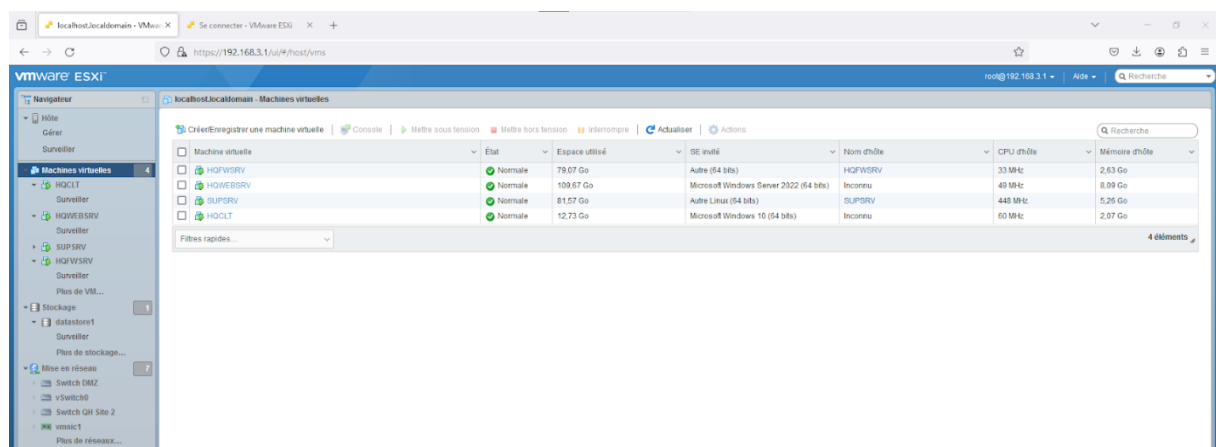 localhost.localdomain - VMwar
Se connecter - VMware ESXi
https://192.168.3.1/ui/#/host/vms
vmware ESXi
root@192.168.3.1
Aide
Recherche
Navigateur
localhost.localdomain - Machines virtuelles
Hôte
Gérer
Surveiller
Créer/Enregistrer une machine virtuelle
Console
Mettre sous tension
Mettre hors tension
Interrompre
Actualiser
Actions
Recherche
Machine virtuelle État Espace utilisé SE invité Nom d'hôte CPU d'hôte Mémoire d'hôte
HQFWSRV Normale 79,07 Go Autre (64 bits) HQFWSRV 33 MHz 2,63 Go
HQWEBSRV Normale 109,67 Go Microsoft Windows Server 2022 (64 bits) Inconnu 49 MHz 8,09 Go
SUPSRV Normale 81,57 Go Autre Linux (64 bits) SUPSRV 448 MHz 5,26 Go
HQCLT Normale 12,73 Go Microsoft Windows 10 (64 bits) Inconnu 60 MHz 2,07 Go
Filtres rapides...
4 éléments
Machines virtuelles 4
HQCLT
Surveiller
HQWEBSRV
Surveiller
SUPSRV
HQFWSRV
Surveiller
Plus de VM...
Stockage 1
datastore1
Surveiller
Plus de stockage...
Mise en réseau 7
Switch DMZ
vSwitch0
Switch QH Site 2
vmnic1
Plus de réseaux...